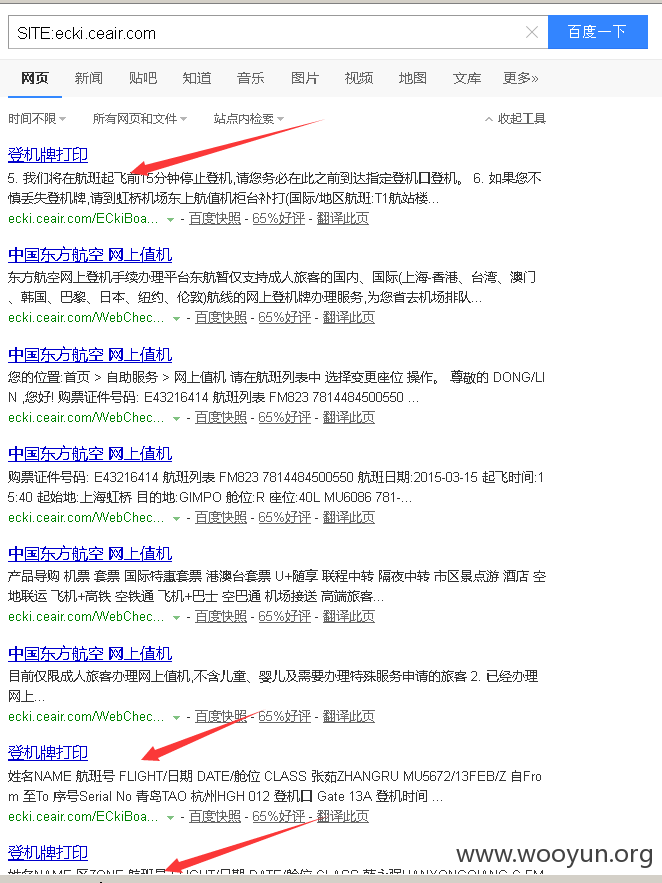 SITE:ecki.ceair.com
百度一下
网页 新闻 贴吧 知道 音乐 图片 视频 地图 文库 更多»
时间不限 所有网页和文件 站点内检索 收起工具
登机牌打印
5. 我们将在航班起飞前15分钟停止登机,请您务必在此之前到达指定登机口登机。 6. 如果您不
慎丢失登机牌,请到虹桥机场东上航值机柜台补打(国际/地区航班:T1航站楼...
ecki.ceair.com/ECkiBoa... - 百度快照 - 65%好评 - 翻译此页
中国东方航空 网上值机
东方航空网上登机手续办理平台东航暂仅支持成人旅客的国内、国际(上海-香港、台湾、澳门
、韩国、巴黎、日本、纽约、伦敦)航线的网上登机牌办理服务,为您省去机场排队...
ecki.ceair.com/WebChec... - 百度快照 - 65%好评 - 翻译此页
中国东方航空 网上值机
您的位置:首页 > 自助服务 > 网上值机 请在航班列表中 选择变更座位 操作。 尊敬的 DONG/LI
N ,您好! 购票证件号码: E43216414 航班列表 FM823 7814484500550 ...
ecki.ceair.com/WebChec... - 百度快照 - 65%好评 - 翻译此页
中国东方航空 网上值机
购票证件号码: E43216414 航班列表 FM823 7814484500550 航班日期:2015-03-15 起飞时间:1
5:40 起始地:上海虹桥 目的地:GIMPO 舱位:R 座位:40L MU6086 781-...
ecki.ceair.com/WebChec... - 百度快照 - 65%好评 - 翻译此页
中国东方航空 网上值机
产品导购 机票 套票 国际特惠套票 港澳台套票 U+随享 联程中转 隔夜中转 市区景点游 酒店 空
地联运 飞机+高铁 空铁通 飞机+巴士 空巴通 机场接送 高端旅客...
ecki.ceair.com/WebChec... - 百度快照 - 65%好评 - 翻译此页
中国东方航空 网上值机
目前仅限成人旅客办理网上值机,不含儿童、婴儿及需要办理特殊服务申请的旅客 2. 已经办理
网上...
ecki.ceair.com/WebChec... - 百度快照 - 65%好评 - 翻译此页
登机牌打印
姓名NAME 航班号 FLIGHT/日期 DATE/舱位 CLASS 张茹ZHANGRU MU5672/13FEB/Z 自Fro
m 至To 序号Serial No 青岛TAO 杭州HGH 012 登机口 Gate 13A 登机时间 ...
ecki.ceair.com/ECkiBoa... - 百度快照 - 65%好评 - 翻译此页
登机牌打印
姓名NAME 区ZONE 航班号 FLIGHT/日期 DATE/舱位 CLASS
www.wooyun.org